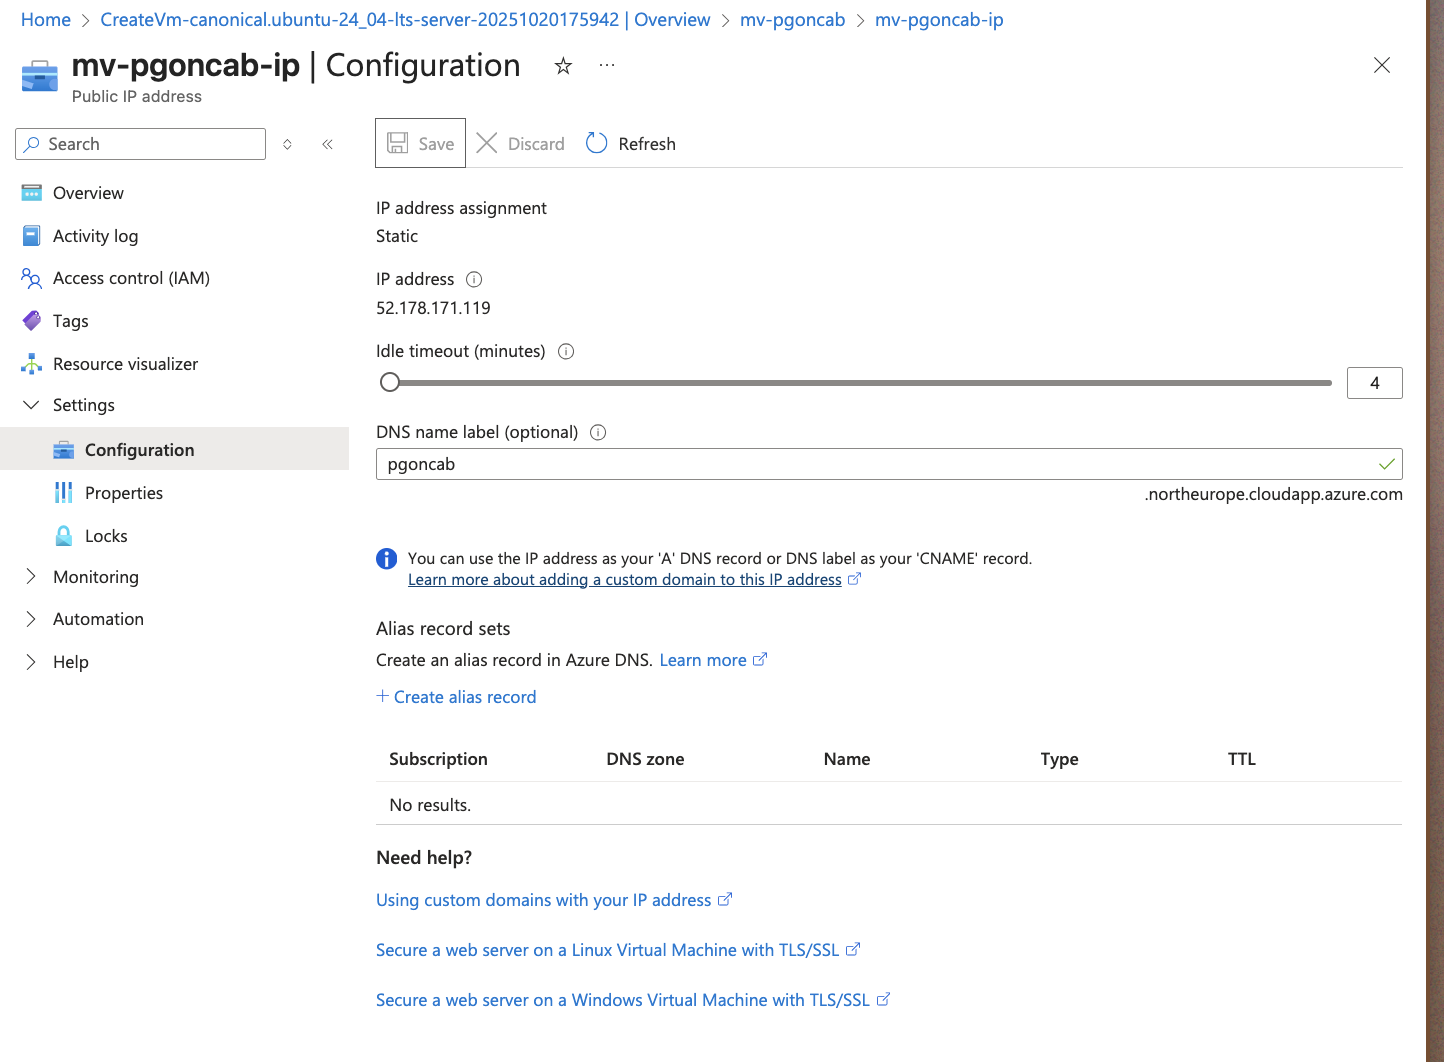 Home > CreateVm-canonical.ubuntu-24_04-lts-server-20251020175942 | Overview > mv-pgoncab > mv-pgoncab-ip
mv-pgoncab-ip | Configuration
Public IP address
Search
Save
Discard
Refresh
Overview
Activity log
Access control (IAM)
Tags
Resource visualizer
Settings
Configuration
Properties
Locks
Monitoring
Automation
Help
IP address assignment
Static
IP address
52.178.171.119
Idle timeout (minutes)
4
DNS name label (optional)
pgoncab
.northeurope.cloudapp.azure.com
You can use the IP address as your 'A' DNS record or DNS label as your 'CNAME' record.
Learn more about adding a custom domain to this IP address
Alias record sets
Create an alias record in Azure DNS. Learn more
+ Create alias record
Subscription DNS zone Name Type TTL
No results.
Need help?
Using custom domains with your IP address
Secure a web server on a Linux Virtual Machine with TLS/SSL
Secure a web server on a Windows Virtual Machine with TLS/SSL